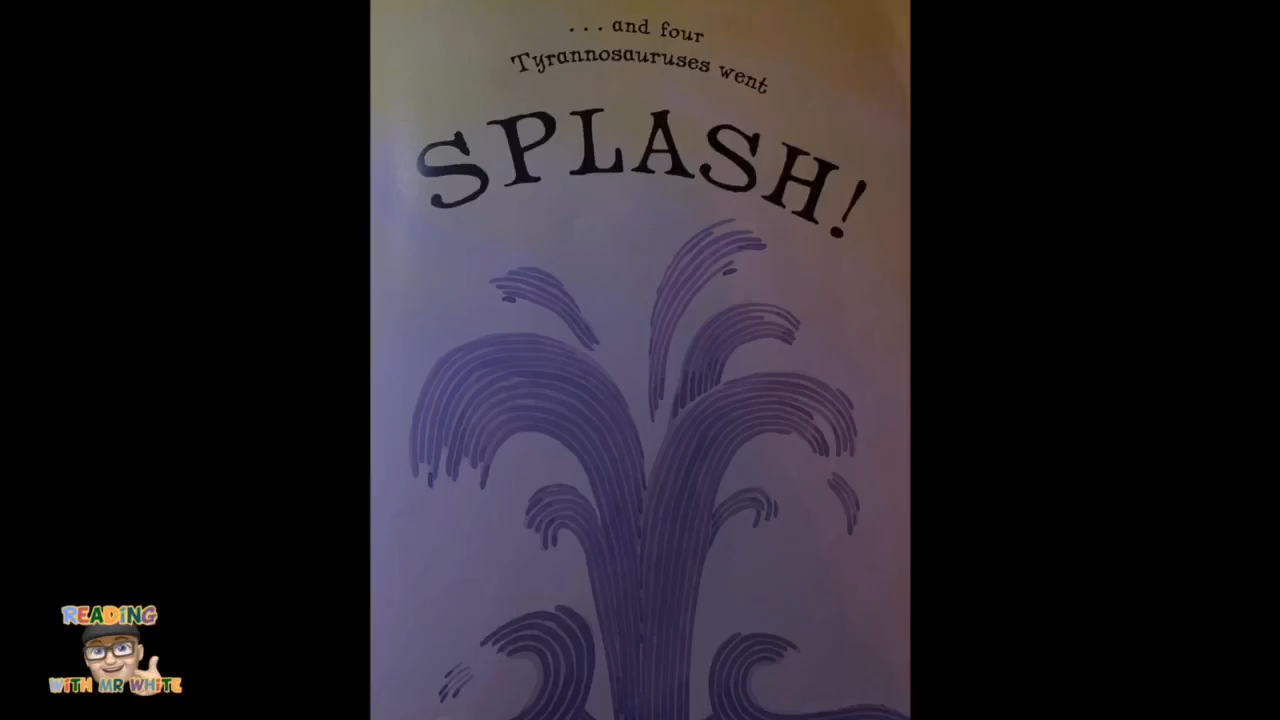 ...and four
Tyrannosauruses went
SPLASH!
READING
WITH MR WHITE